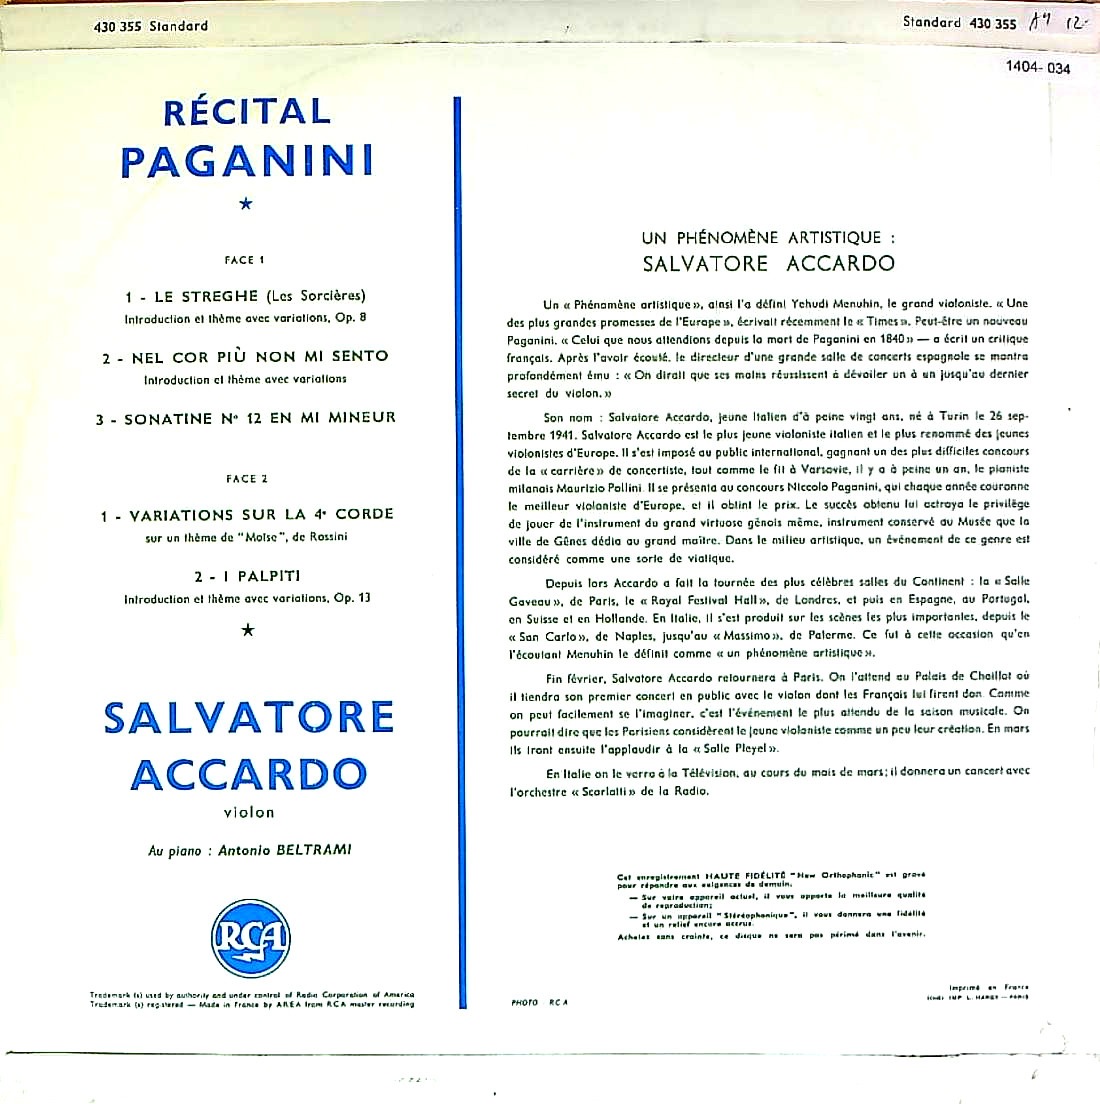 430 355 Standard
Standard 430 355
12
1404-034
RÉCITAL
PAGANINI
FACE 1
1 - LE STREGHE (Les Sorcières)
Introduction et thème avec variations, Op. 8
2 - NEL COR PIÙ NON MI SENTO
Introduction et thème avec variations
3 - SONATINE N° 12 EN MI MINEUR
FACE 2
1 - VARIATIONS SUR LA 4e CORDE
sur un thème de "Moïse", de Rossini
2 - I PALPITI
Introduction et thème avec variations, Op. 13
SALVATORE
ACCARDO
violon
Au piano : Antonio BELTRAMI
RCA
Trademark (s) used by authority and under control of Radio Corporation of America
Trademark (s) registered — Made in France by AREA from RCA master recording
UN PHÉNOMÈNE ARTISTIQUE :
SALVATORE ACCARDO
Un « Phénomène artistique », ainsi l'a défini Yehudi Menuhin, le grand violoniste. « Une
des plus grandes promesses de l'Europe », écrivait récemment le « Times ». Peut-être un nouveau
Paganini. « Celui que nous attendions depuis la mort de Paganini en 1840 » — a écrit un critique
français. Après l'avoir écouté, le directeur d'une grande salle de concerts espagnole se montra
profondément ému : « On dirait que ses mains réussissent à dévoiler un à un jusqu'au dernier
secret du violon. »
Son nom : Salvatore Accardo, jeune Italien d'à peine vingt ans, né à Turin le 26 sep-
tembre 1941. Salvatore Accardo est le plus jeune violoniste italien et le plus renommé des jeunes
violonistes d'Europe. Il s'est imposé au public international, gagnant un des plus difficiles concours
de la « carrière » de concertiste, tout comme le fit à Varsovie, il y a à peine un an, le pianiste
milanais Maurizio Pollini. Il se présenta au concours Niccolo Paganini, qui chaque année couronne
le meilleur violoniste d'Europe, et il obtint le prix. Le succès obtenu lui octroya le privilège
de jouer de l'instrument du grand virtuose génois même, instrument conservé au Musée que la
ville de Gênes dédia au grand maître. Dans le milieu artistique, un événement de ce genre est
considéré comme une sorte de viatique.
Depuis lors Accardo a fait la tournée des plus célèbres salles du Continent : la « Salle
Gaveau », de Paris, le « Royal Festival Hall », de Londres, et puis en Espagne, au Portugal,
en Suisse et en Hollande. En Italie, il s'est produit sur les scènes les plus importantes, depuis le
« San Carlo », de Naples, jusqu'au « Massimo », de Palerme. Ce fut à cette occasion qu'en
l'écoutant Menuhin le définit comme « un phénomène artistique ».
Fin février, Salvatore Accardo retournera à Paris. On l'attend au Palais de Chaillot où
il tiendra son premier concert en public avec le violon dont les Français lui firent don. Comme
on peut facilement se l'imaginer, c'est l'événement le plus attendu de la saison musicale. On
pourrait dire que les Parisiens considèrent le jeune violoniste comme un peu leur création. En mars
ils iront ensuite l'applaudir à la « Salle Pleyel ».
En Italie on le verra à la Télévision, au cours du mois de mars; il donnera un concert avec
l'orchestre « Scarlatti » de la Radio.
Cet enregistrement HAUTE FIDÉLITÉ "New Orthophonic" est gravé
pour répondre aux exigences de demain.
— Sur votre appareil actuel, il vous apporte la meilleure qualité
de reproduction;
— Sur un appareil "Stéréophonique", il vous donnera une fidélité
et un relief encore accrus.
Achetez sans crainte, ce disque ne sera pas périmé dans l'avenir.
PHOTO RCA
Imprimé en France
IMP L. HARDY — PARIS